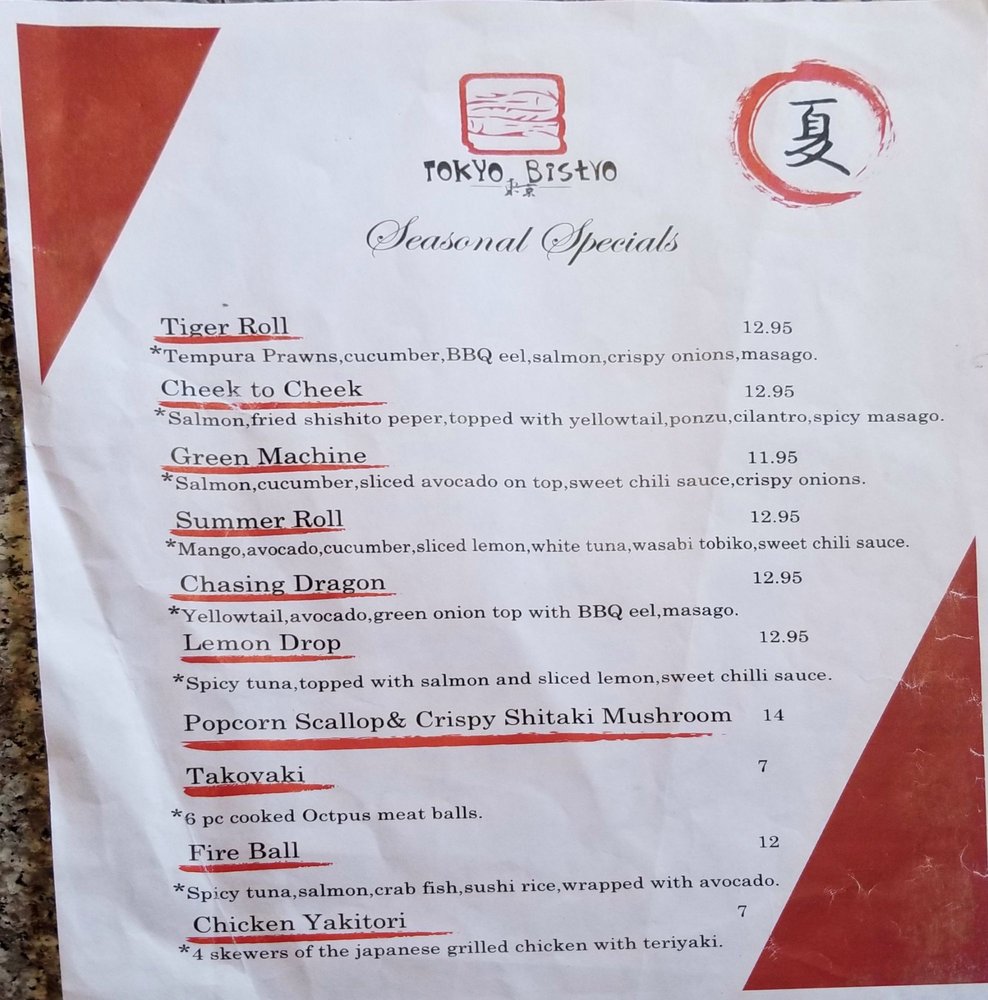 夏
TOKYO BistYO
東京
Seasonal Specials
Tiger Roll 12.95
*Tempura Prawns,cucumber,BBQ eel,salmon,crispy onions,masago.
Cheek to Cheek 12.95
*Salmon,fried shishito peper,topped with yellowtail,ponzu,cilantro,spicy masago.
Green Machine 11.95
*Salmon,cucumber,sliced avocado on top,sweet chili sauce,crispy onions.
Summer Roll 12.95
*Mango,avocado,cucumber,sliced lemon,white tuna,wasabi tobiko,sweet chili sauce.
Chasing Dragon 12.95
*Yellowtail,avocado,green onion top with BBQ eel,masago.
Lemon Drop 12.95
*Spicy tuna,topped with salmon and sliced lemon,sweet chilli sauce.
Popcorn Scallop& Crispy Shitaki Mushroom 14
Takoyaki 7
*6 pc cooked Octpus meat balls.
Fire Ball 12
*Spicy tuna,salmon,crab fish,sushi rice,wrapped with avocado.
Chicken Yakitori 7
*4 skewers of the japanese grilled chicken with teriyaki.